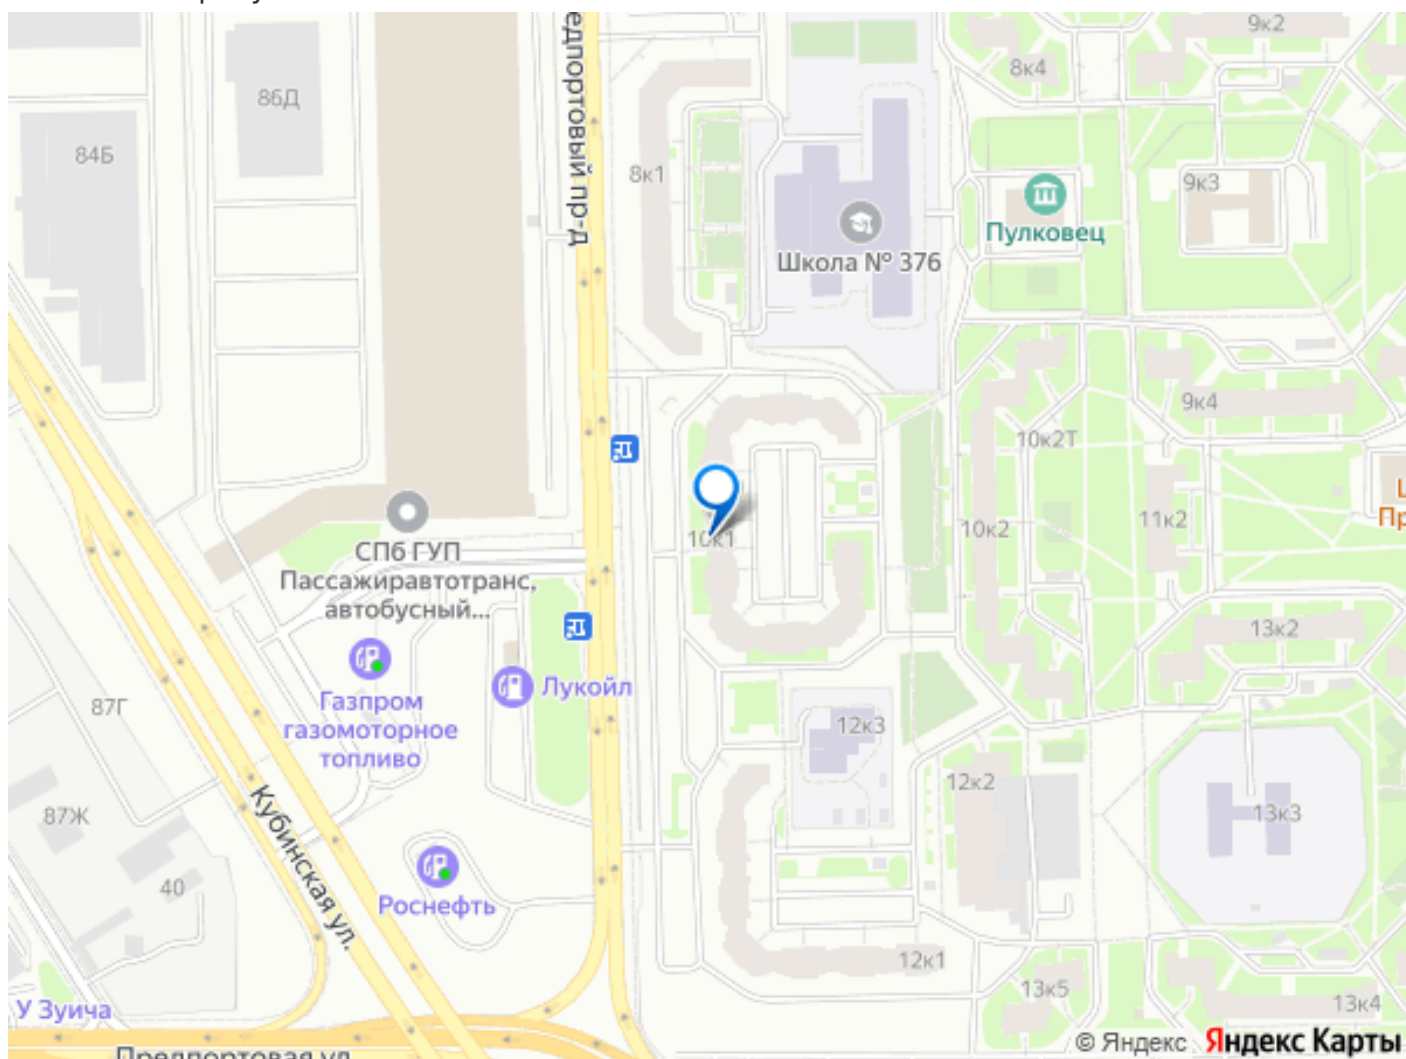 9к2
8к4
86Д
84Б
едпортовый пр-д
8к1
9к3
Пулковец
Школа № 376
9к4
10к2Т
10к1
10к2
11к2
СПб ГУП
Пассажиравтотранс,
автобусный...
13к2
Лукойл
Газпром
газомоторное
топливо
87Г
12к3
12к2
87Ж
13к3
Кубинская ул.
40
Роснефть
12к1
13к5
13к4
У Зуича
Предпортовая ул
© Яндекс Яндекс Карты